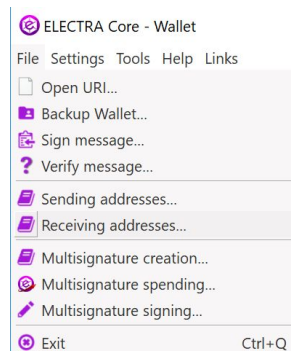 ELECTRA Core - Wallet
File Settings Tools Help Links
Open URI...
Backup Wallet...
Sign message...
Verify message...
Sending addresses...
Receiving addresses...
Multisignature creation...
Multisignature spending...
Multisignature signing...
Exit Ctrl+Q